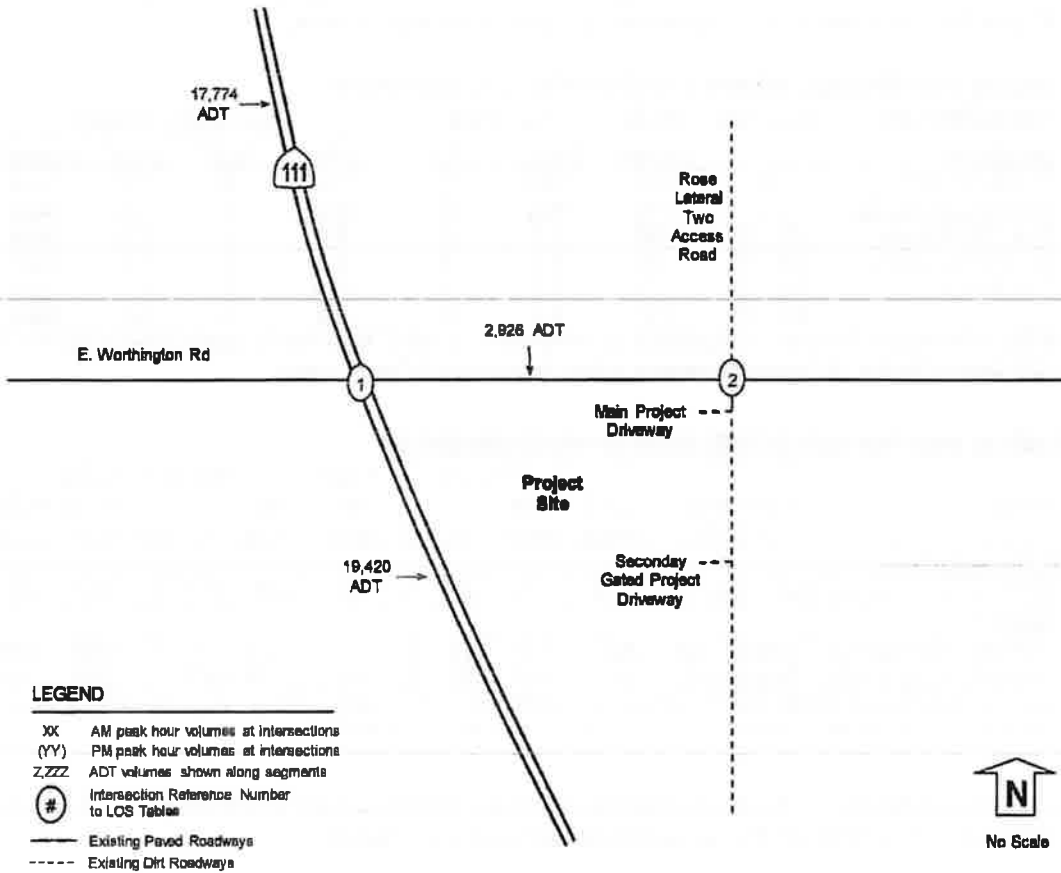 17,774
ADT
111
Rose
Lateral
Two
Access
Road
2,926 ADT
E. Worthington Rd
1
2
Main Project
Driveway
Project
Site
19,420
ADT
Seconday
Gated Project
Driveway
LEGEND
XX AM peak hour volumes at intersections
(YY) PM peak hour volumes at intersections
Z,ZZZ ADT volumes shown along segments
# Intersection Reference Number
to LOS Tables
Existing Paved Roadways
Existing Dirt Roadways
N
No Scale